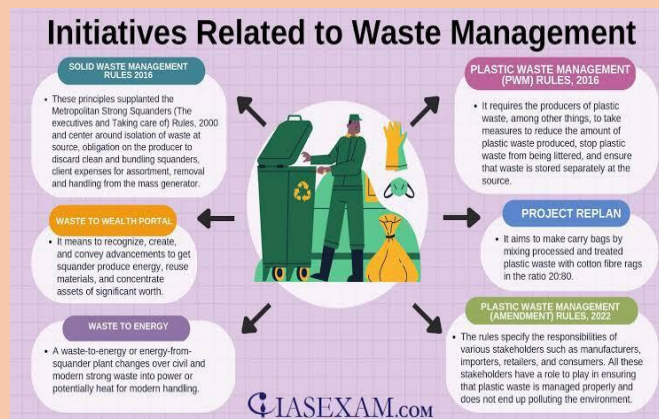 Initiatives Related to Waste Management
SOLID WASTE MANAGEMENT
RULES 2016
• These principles supplanted the
Metropolitan Strong Squanders (The
executives and Taking care of) Rules, 2000
and center around isolation of waste at
source, obligation on the producer to
discard clean and bundling squanders,
client expenses for assortment, removal
and handling from the mass generator.
WASTE TO WEALTH PORTAL
• It means to recognize, create,
and convey advancements to get
squander produce energy, reuse
materials, and concentrate
assets of significant worth.
WASTE TO ENERGY
• A waste-to-energy or energy-from-
squander plant changes over civil and
modern strong waste into power or
potentially heat for modern handling.
PLASTIC WASTE MANAGEMENT
(PWM) RULES, 2016
• It requires the producers of plastic
waste, among other things, to take
measures to reduce the amount of
plastic waste produced, stop plastic
waste from being littered, and ensure
that waste is stored separately at the
source.
PROJECT REPLAN
• It aims to make carry bags by
mixing processed and treated
plastic waste with cotton fibre rags
in the ratio 20:80.
PLASTIC WASTE MANAGEMENT
(AMENDMENT) RULES, 2022
• The rules specify the responsibilities of
various stakeholders such as manufacturers,
importers, retailers, and consumers. All these
stakeholders have a role to play in ensuring
that plastic waste is managed properly and
does not end up polluting the environment.
IASEXAM.COM